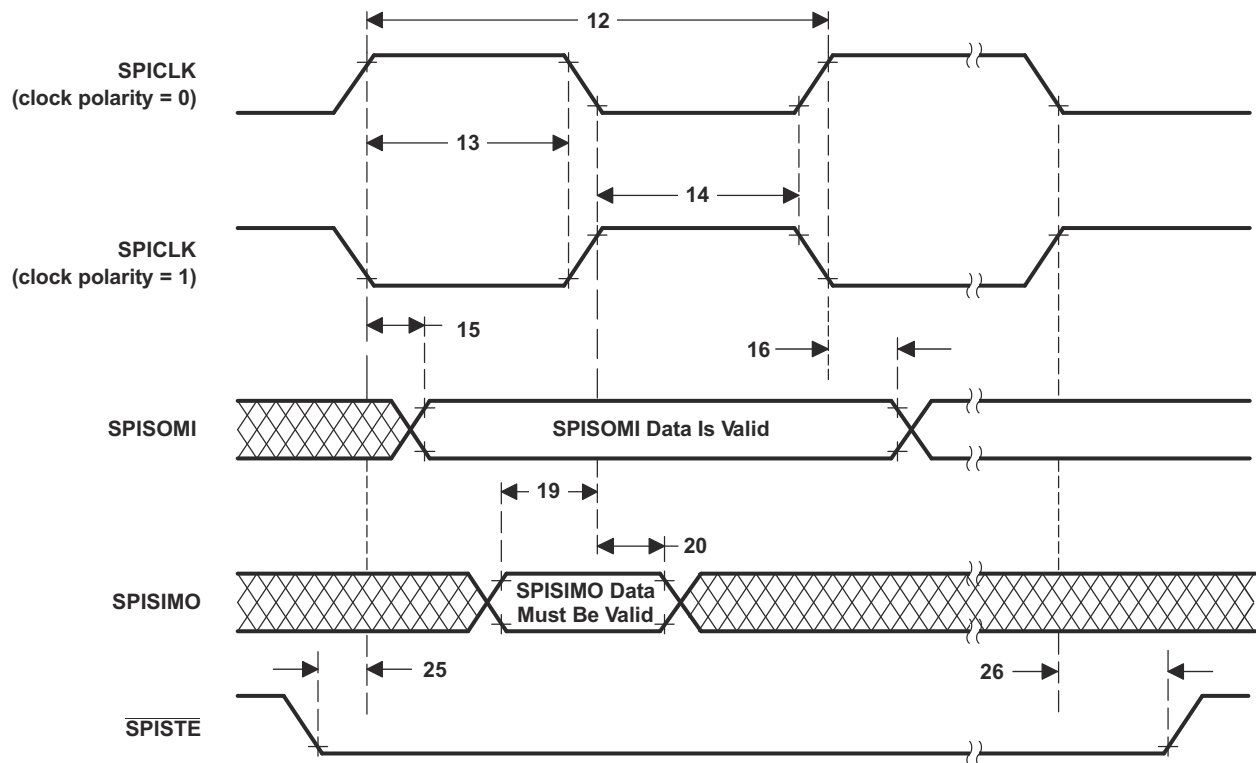 12
SPICLK
(clock polarity = 0)
13
14
SPICLK
(clock polarity = 1)
15
16
SPISOMI
SPISOMI Data Is Valid
19
20
SPISIMO
SPISIMO Data
Must Be Valid
25
26
SPISTE